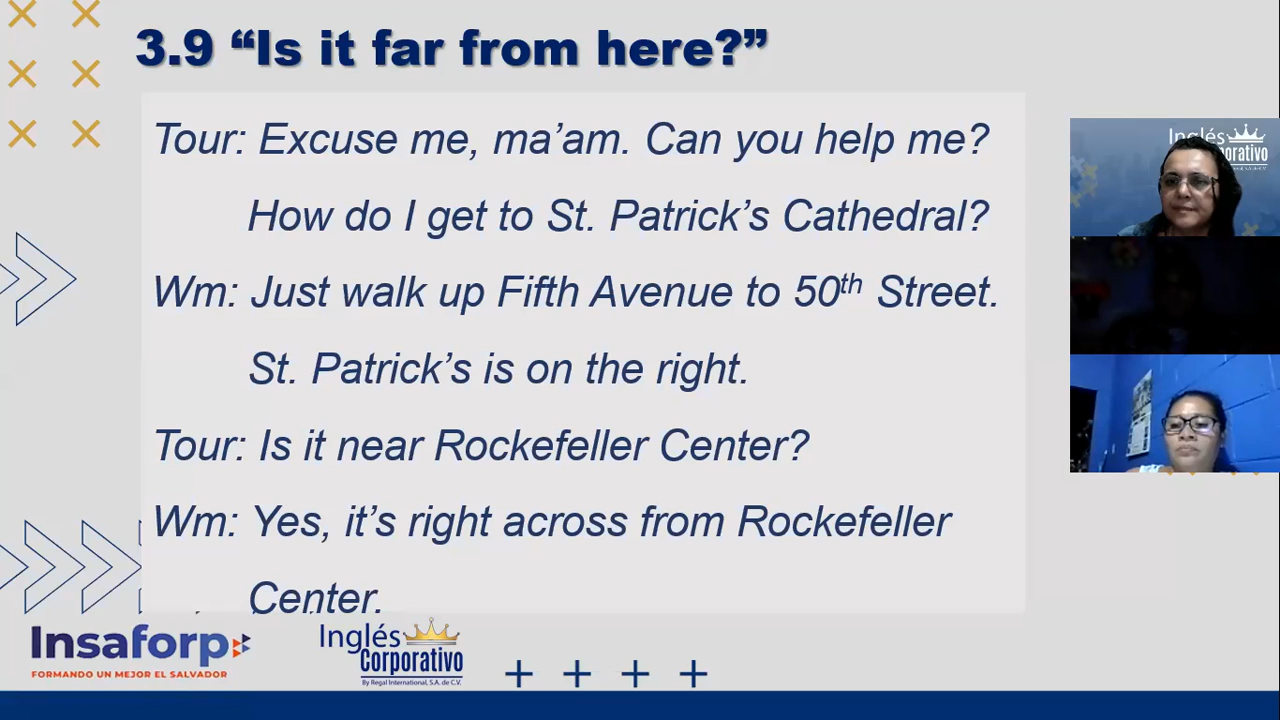 3.9 “Is it far from here?”
Tour: Excuse me, ma’am. Can you help me?
How do I get to St. Patrick’s Cathedral?
Wm: Just walk up Fifth Avenue to 50th Street.
St. Patrick’s is on the right.
Tour: Is it near Rockefeller Center?
Wm: Yes, it’s right across from Rockefeller
Center.
Insaforp
FORMANDO UN MEJOR EL SALVADOR
Inglés
Corporativo
By Regal International, S.A. de C.V.
Inglés